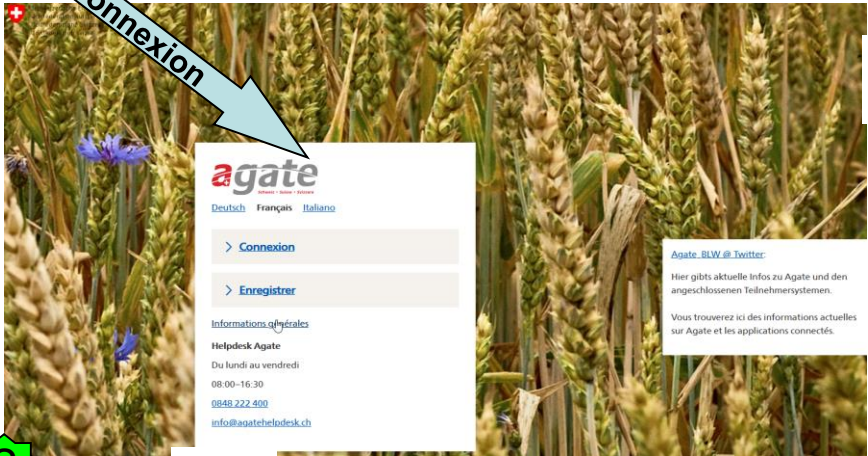 Connexion
agate
Deutsch Français Italiano
> Connexion
> Enregistrer
Informations générales
Helpdesk Agate
Du lundi au vendredi
08:00–16:30
0848 222 400
info@agatehelpdesk.ch
Agate_BLW @ Twitter:
Hier gibts aktuelle Infos zu Agate und den
angeschlossenen Teilnehmersystemen.
Vous trouverez ici des informations actuelles
sur Agate et les applications connectés.